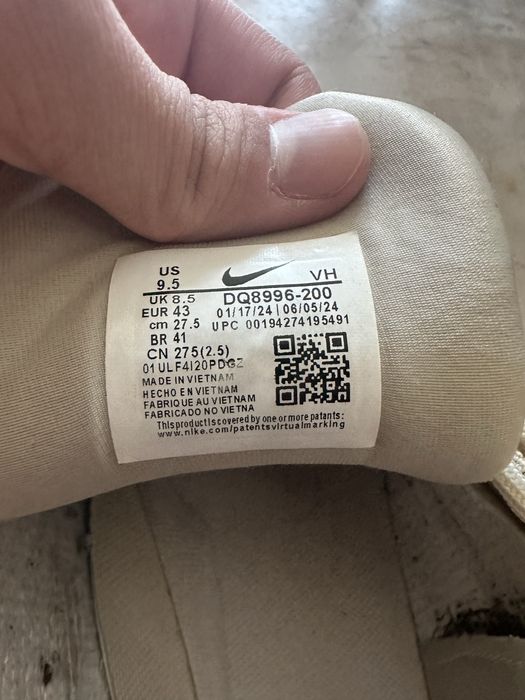 US
9.5
VH
UK 8.5
DQ8996-200
EUR 43
01/17/24 | 06/05/24
cm 27.5
UPC 00194274195491
BR 41
CN 275(2.5)
01ULF4I20PDGZ
MADE IN VIETNAM
HECHO EN VIETNAM
FABRIQUE AU VIETNAM
FABRICADO NO VIETNA
This product is covered by one or more patents:
www.nike.com/patentsvirtualmarking